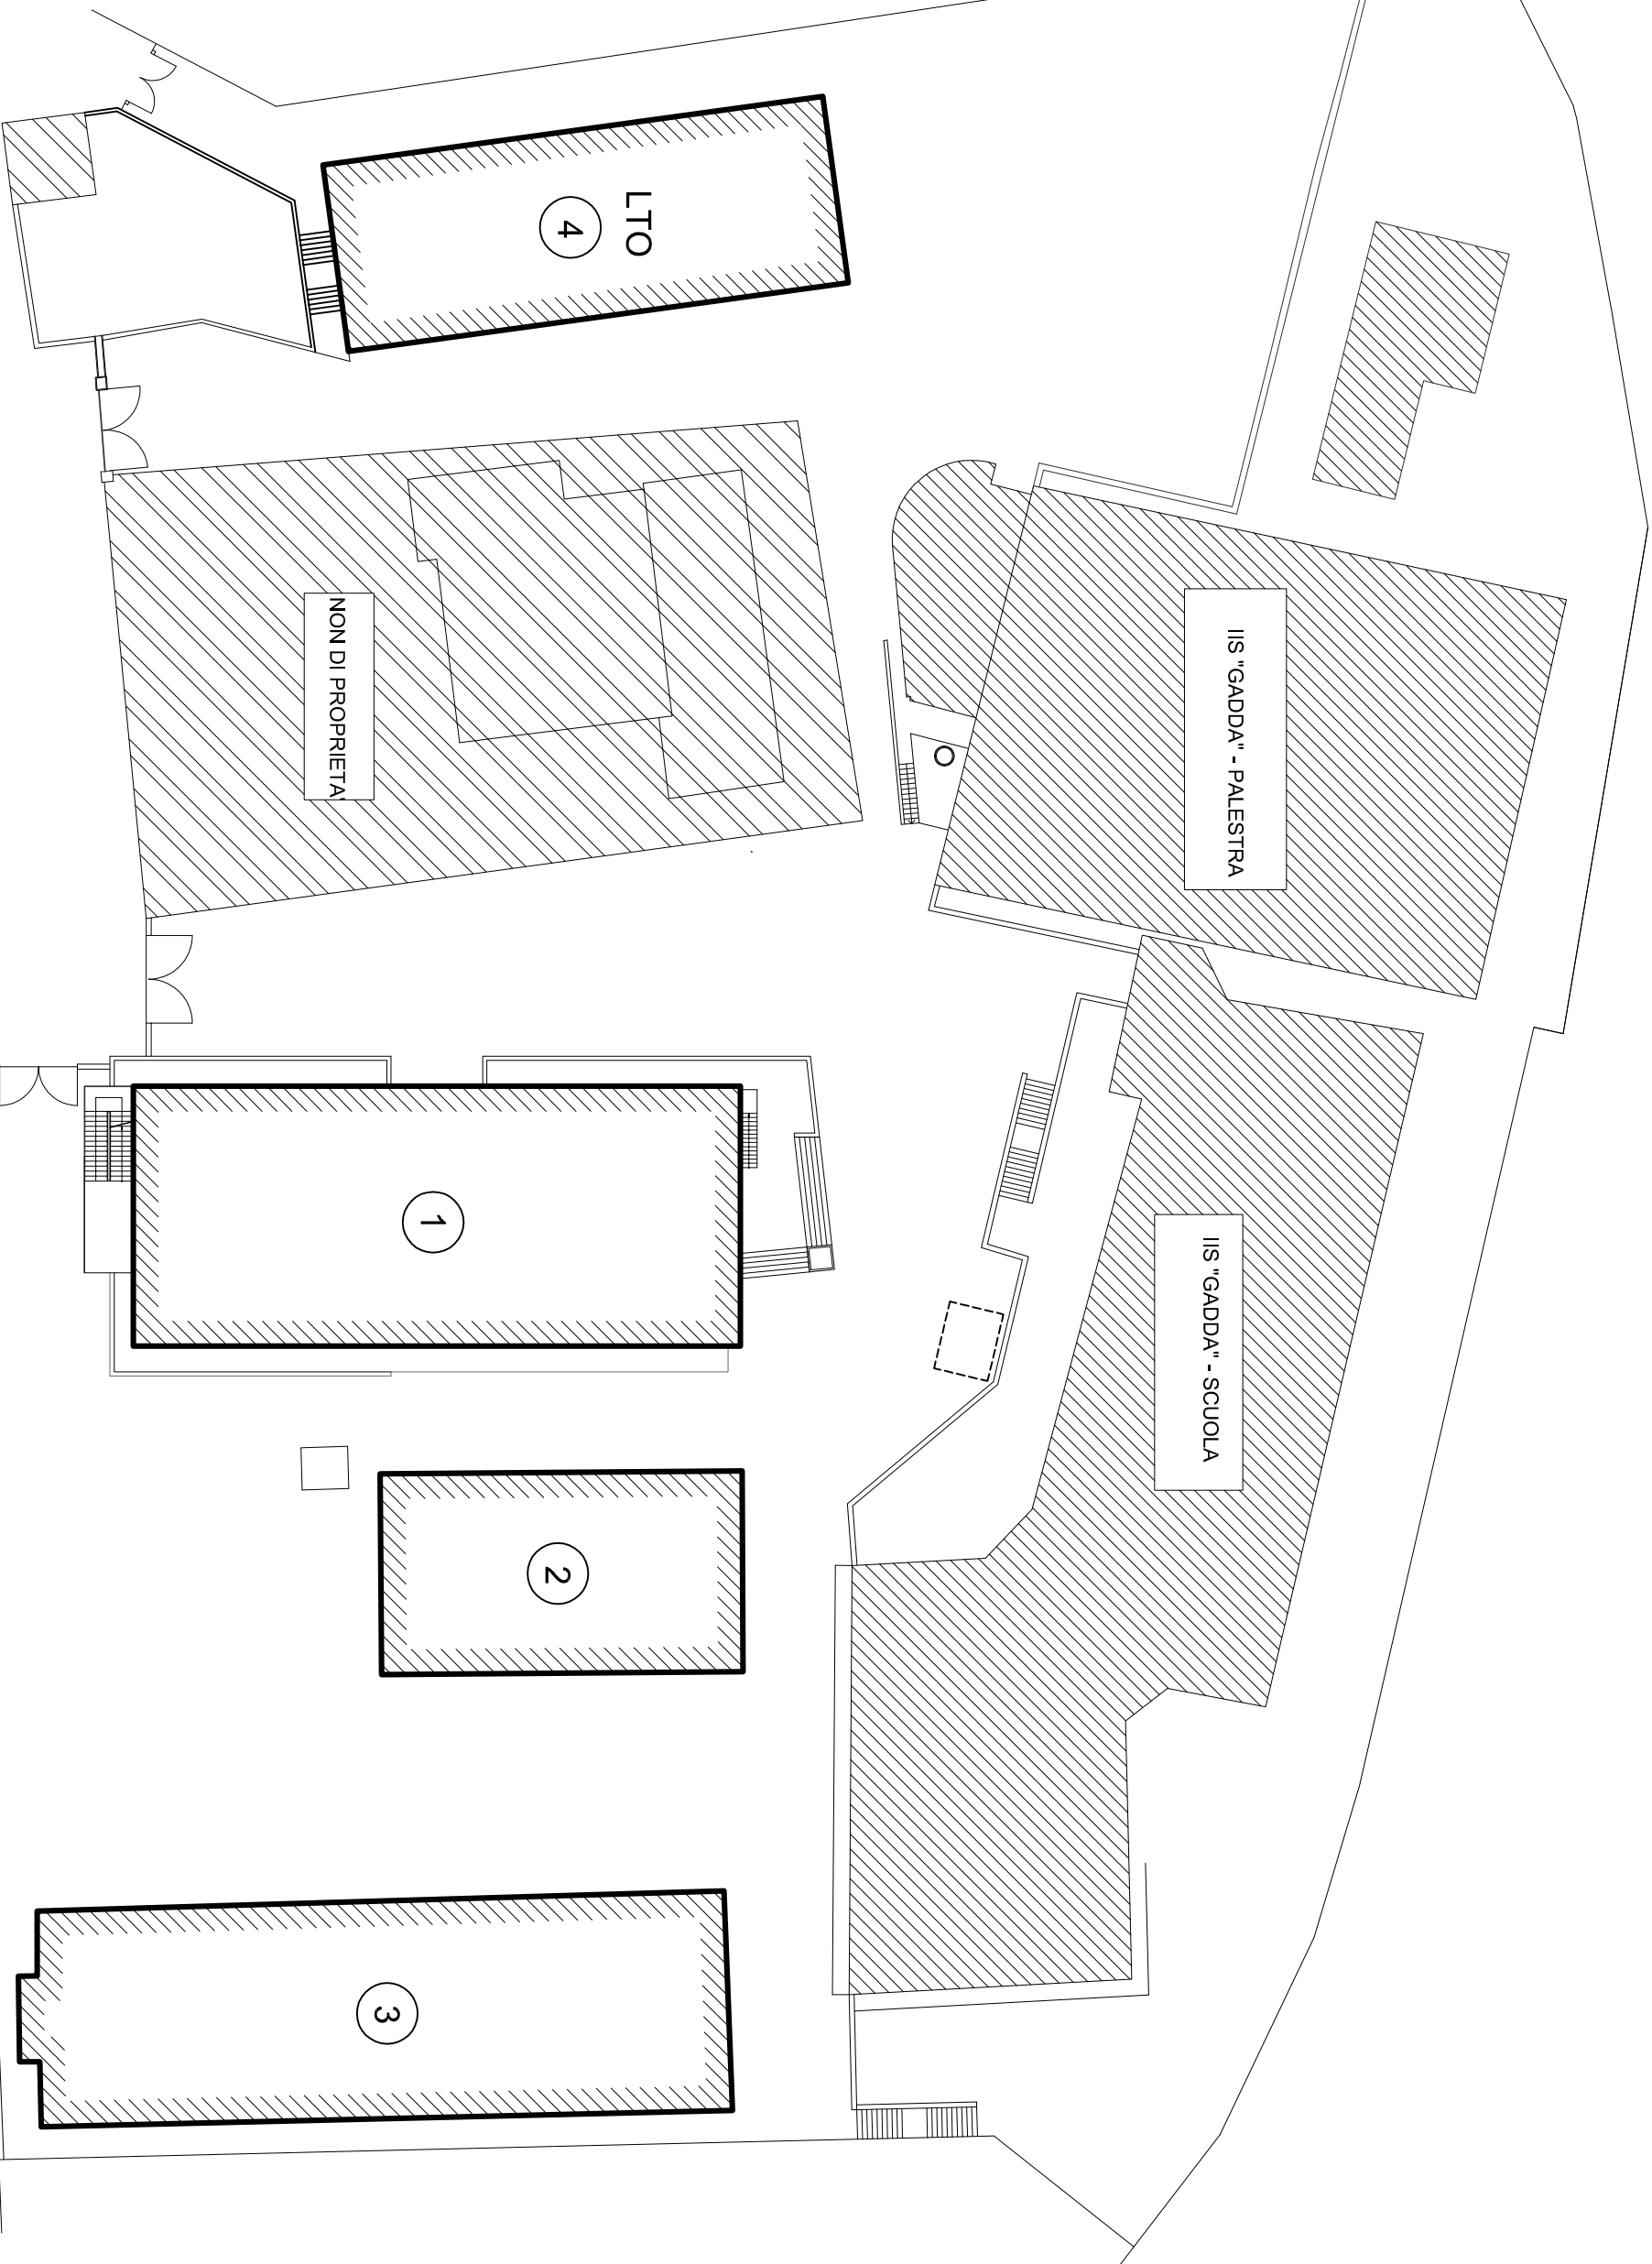 LTO
4
NON DI PROPRIETA'
IIS "GADDA" - PALESTRA
1
IIS "GADDA" - SCUOLA
2
3